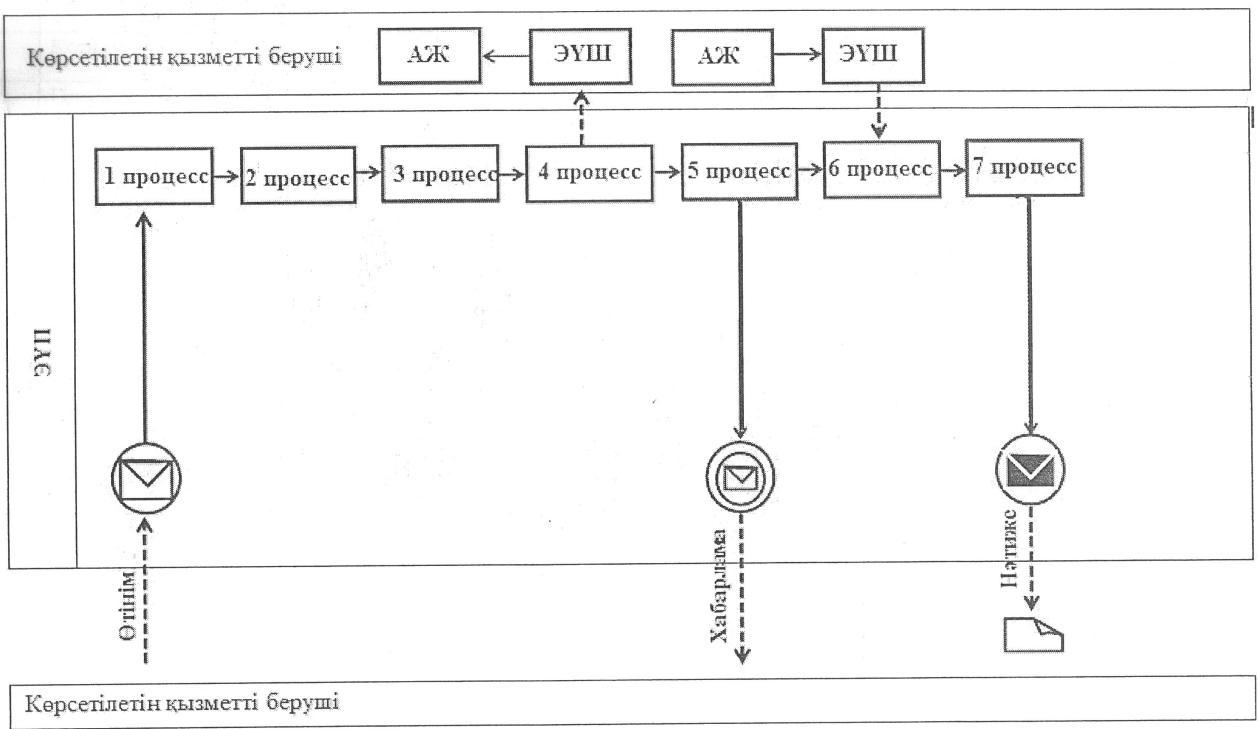 Көрсетілетін қызметті беруші
АЖ
ЭҮШ
АЖ
ЭҮШ
ЭҮП
1 процесс
2 процесс
3 процесс
4 процесс
5 процесс
6 процесс
7 процесс
Өтінім
Хабарлама
Нәтиже
Көрсетілетін қызметті беруші